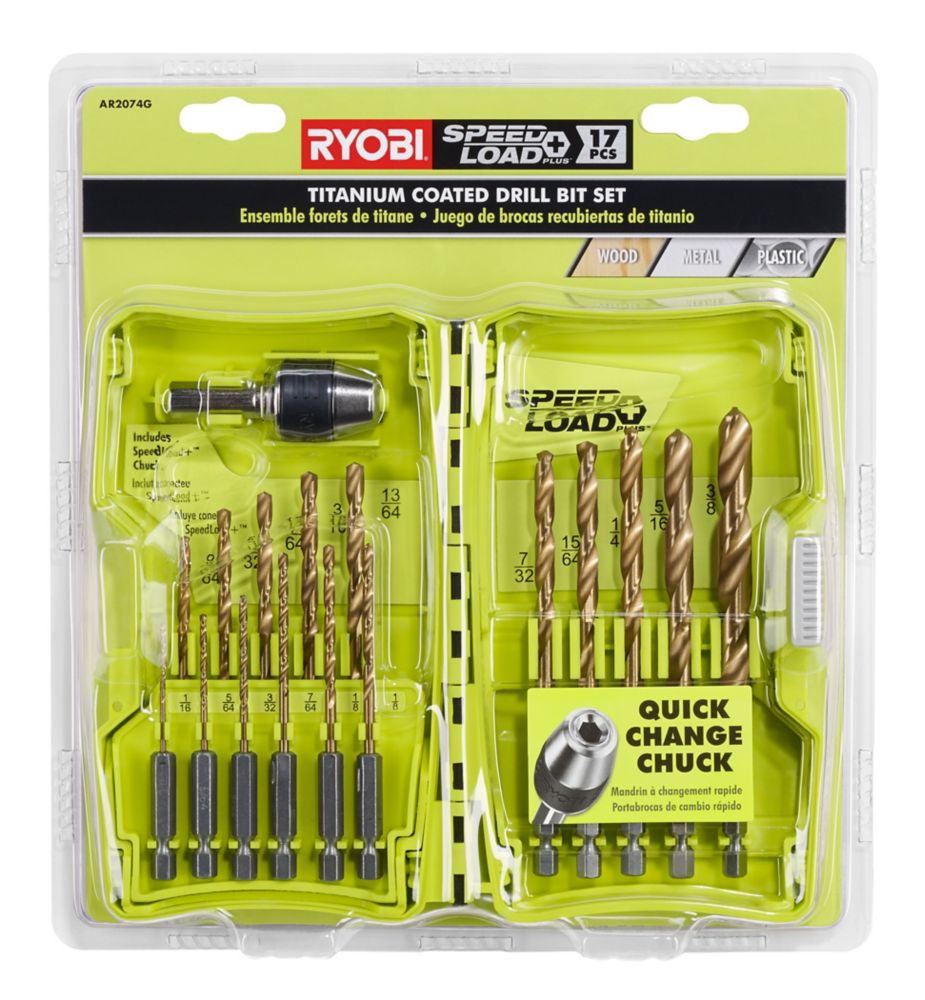 AR2074G
RYOBI
SPEED
LOAD+
PLUS™
17
PCS
TITANIUM COATED DRILL BIT SET
Ensemble forets de titane • Juego de brocas recubiertas de titanio
WOOD
METAL
PLASTIC
SPEED
LOAD
PLUS™
Includes
13/64
3/8
5/16
1/4
15/64
7/32
1/16
5/64
3/32
7/64
1/8
1/8
QUICK
CHANGE
CHUCK
Mandrin à changement rapide
Portabrocas de cambio rápido